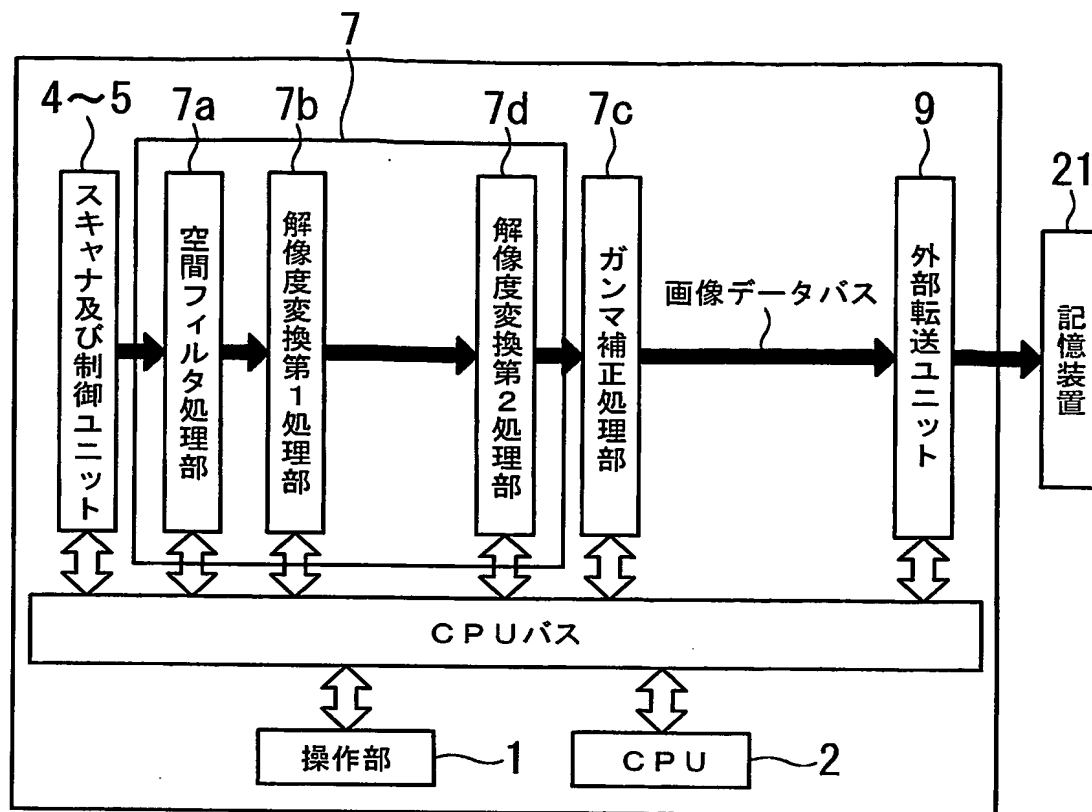 7
4～5
7a
7b
7d
7c
9
21
スキャナ及び制御ユニット
空間フィルタ処理部
解像度変換第1処理部
解像度変換第2処理部
ガンマ補正処理部
画像データバス
外部転送ユニット
記憶装置
CPUバス
操作部
1
CPU
2